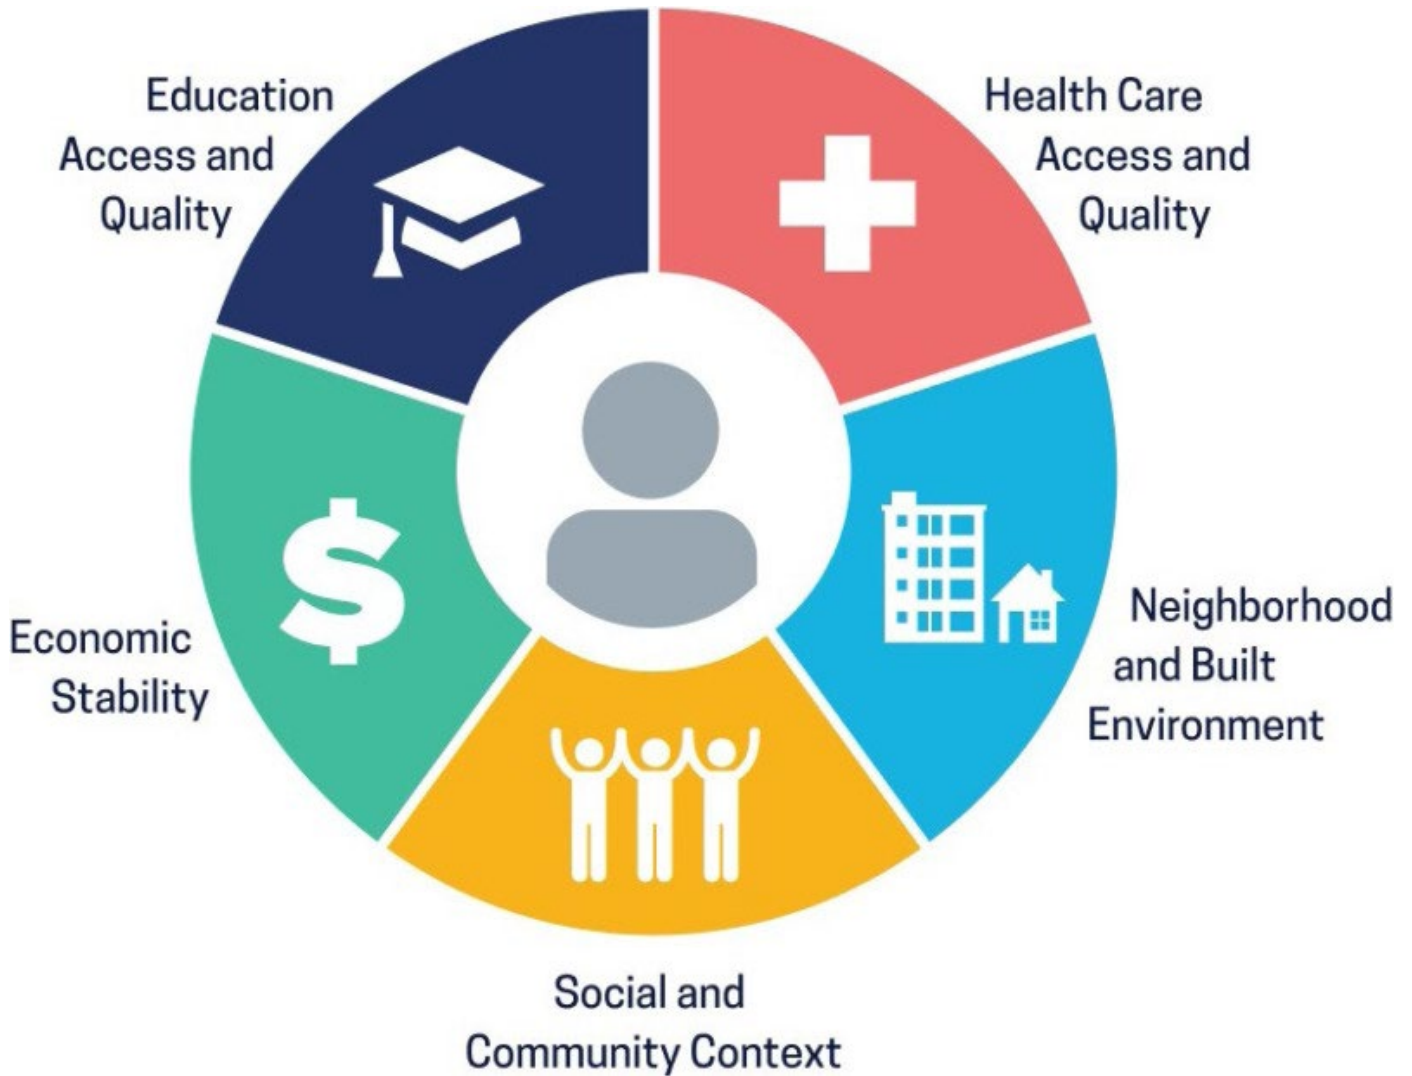 Education
Access and
Quality
Health Care
Access and
Quality
Economic
Stability
Neighborhood
and Built
Environment
Social and
Community Context